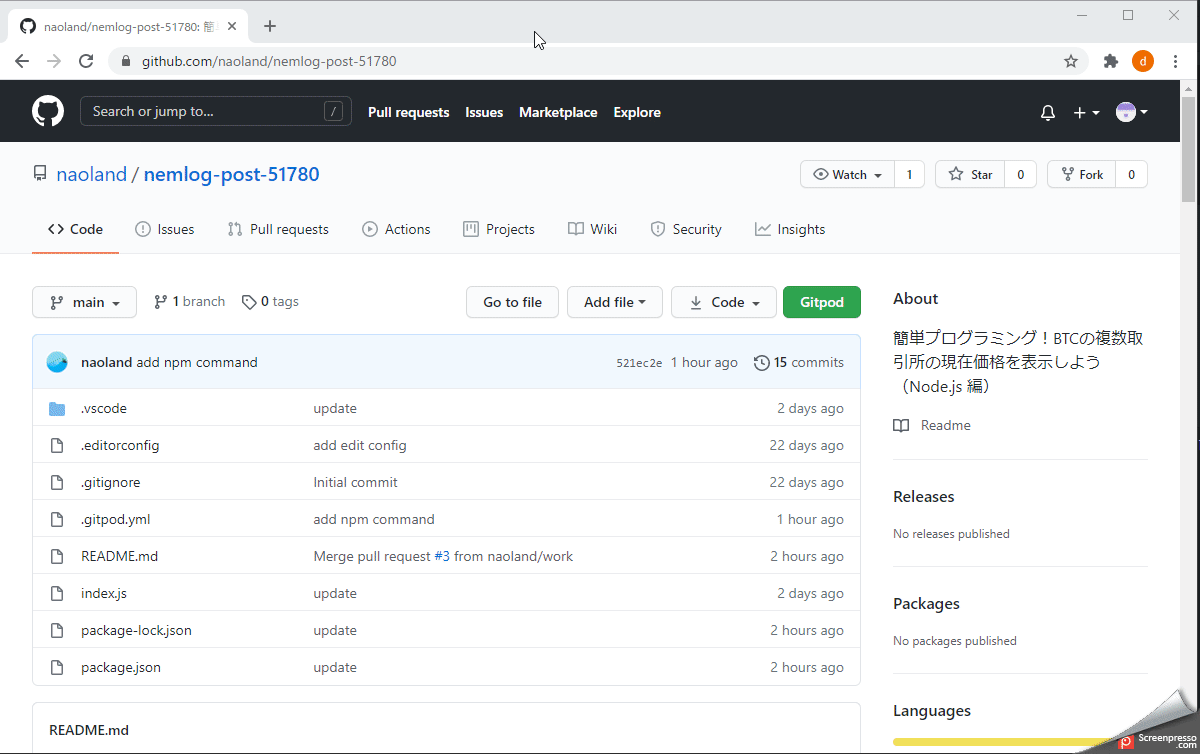 naoland/nemlog-post-51780: 簡
github.com/naoland/nemlog-post-51780
d
Search or jump to...
/
Pull requests Issues Marketplace Explore
naoland / nemlog-post-51780
Watch 1
Star 0
Fork 0
Code Issues Pull requests Actions Projects Wiki Security Insights
main 1 branch 0 tags
Go to file Add file Code Gitpod
naoland add npm command 521ec2e 1 hour ago 15 commits
.vscode update 2 days ago
.editorconfig add edit config 22 days ago
.gitignore Initial commit 22 days ago
.gitpod.yml add npm command 1 hour ago
README.md Merge pull request #3 from naoland/work 2 hours ago
index.js update 2 days ago
package-lock.json update 2 hours ago
package.json update 2 hours ago
README.md
About
簡単プログラミング！BTCの複数取
引所の現在価格を表示しよう
（Node.js 編）
Readme
Releases
No releases published
Packages
No packages published
Languages
Screenpresso
.com